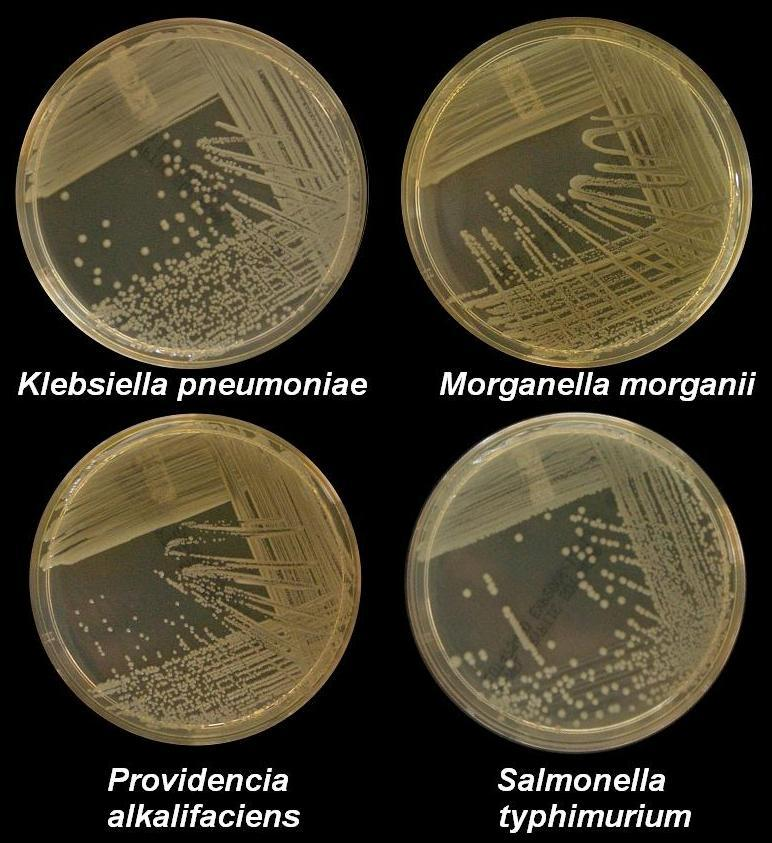 Klebsiella pneumoniae
Morganella morganii
Providencia
alkalifaciens
Salmonella
typhimurium